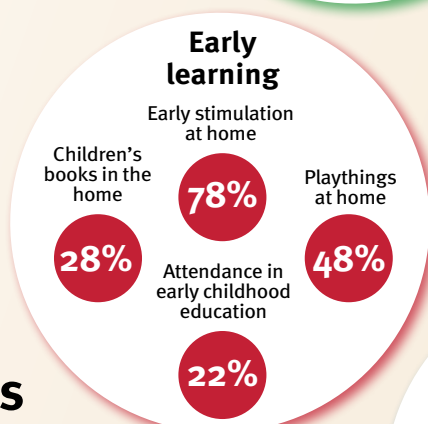 Early
learning
Early stimulation
at home
78%
Children's
books in the
home
28%
Playthings
at home
48%
Attendance in
early childhood
education
22%
s